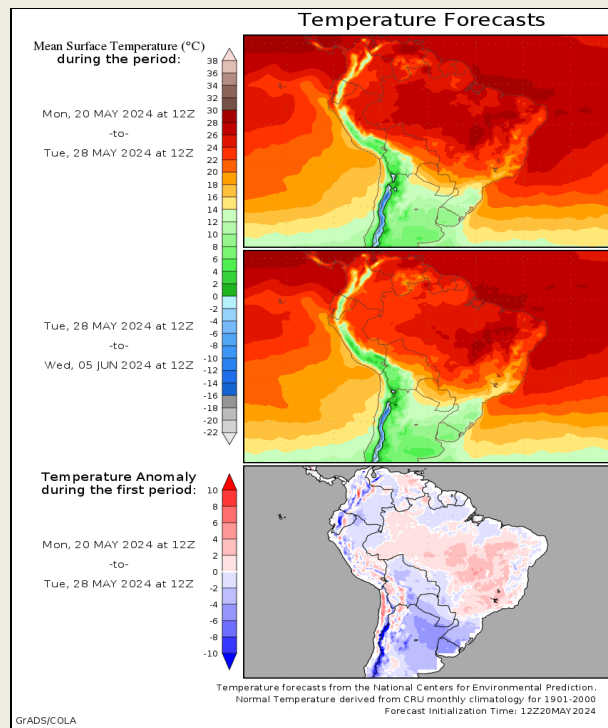 Temperature Forecasts
Mean Surface Temperature (°C)
during the period:
Mon, 20 MAY 2024 at 12Z
-to-
Tue, 28 MAY 2024 at 12Z
38
36
34
32
30
28
26
24
22
20
18
16
14
12
10
8
6
4
2
0
-2
-4
-6
-8
-10
-12
-14
-16
-18
-20
-22
Tue, 28 MAY 2024 at 12Z
-to-
Wed, 05 JUN 2024 at 12Z
Temperature Anomaly
during the first period:
Mon, 20 MAY 2024 at 12Z
-to-
Tue, 28 MAY 2024 at 12Z
10
8
6
4
2
0
-2
-4
-6
-8
-10
Temperature forecasts from the National Centers for Environmental Prediction.
Normal Temperature derived from CRU monthly climatology for 1901-2000
Forecast Initialization Time: 12Z20MAY2024
GrADS/COLA